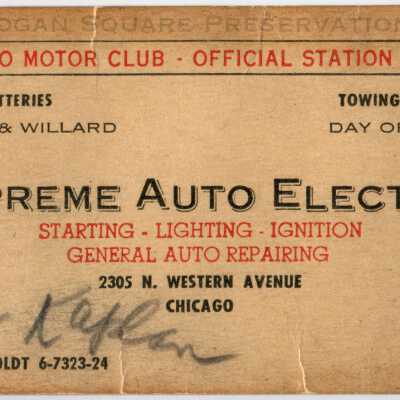 OGAN SQUARE PRESERVATION
O MOTOR CLUB - OFFICIAL STATION
TTERIES TOWING
& WILLARD DAY OR
PREME AUTO ELECT
STARTING - LIGHTING - IGNITION
GENERAL AUTO REPAIRING
2305 N. WESTERN AVENUE
CHICAGO
Kaplan
OLDT 6-7323-24